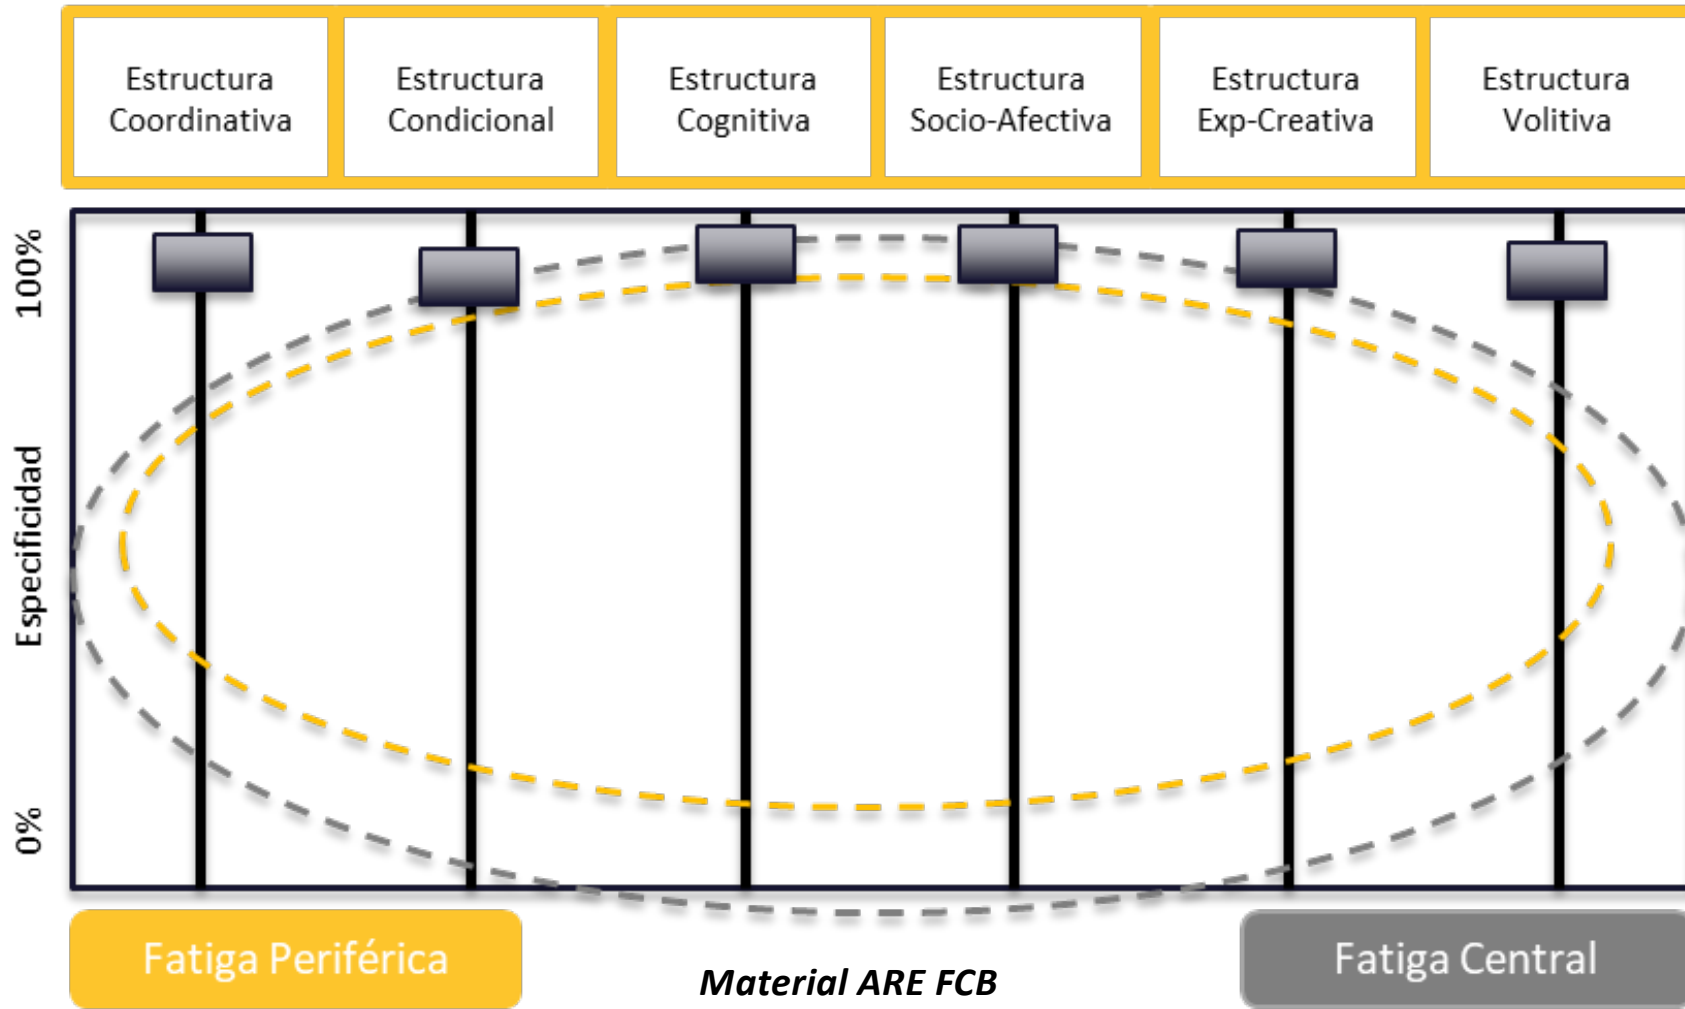 Estructura
Coordinativa
Estructura
Condicional
Estructura
Cognitiva
Estructura
Socio-Afectiva
Estructura
Exp-Creativa
Estructura
Volitiva
100%
Especificidad
0%
Fatiga Periférica
Material ARE FCB
Fatiga Central